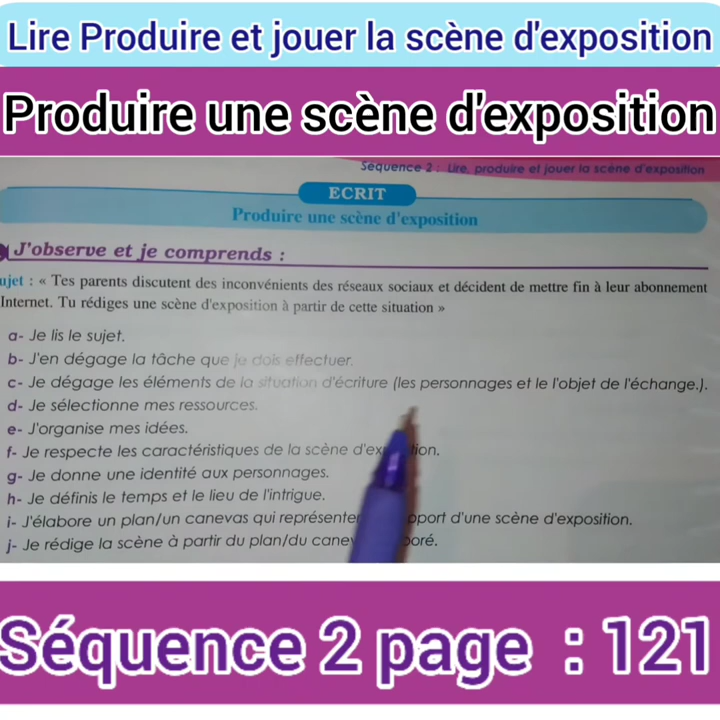 Lire Produire et jouer la scène d'exposition
Produire une scène d'exposition
Séquence 2 : Lire, produire et jouer la scène d'exposition
ECRIT
Produire une scène d'exposition
J'observe et je comprends :
ujet : « Tes parents discutent des inconvénients des réseaux sociaux et décident de mettre fin à leur abonnement
Internet. Tu rédiges une scène d'exposition à partir de cette situation »
a- Je lis le sujet.
b- J'en dégage la tâche que je dois effectuer.
c- Je dégage les éléments de la situation d'écriture (les personnages et le l'objet de l'échange.).
d- Je sélectionne mes ressources.
e- J'organise mes idées.
f- Je respecte les caractéristiques de la scène d'ex tion.
g- Je donne une identité aux personnages.
h- Je définis le temps et le lieu de l'intrigue.
i- J'élabore un plan/un canevas qui représente pport d'une scène d'exposition.
j- Je rédige la scène à partir du plan/du cane oré.
Séquence 2 page : 121